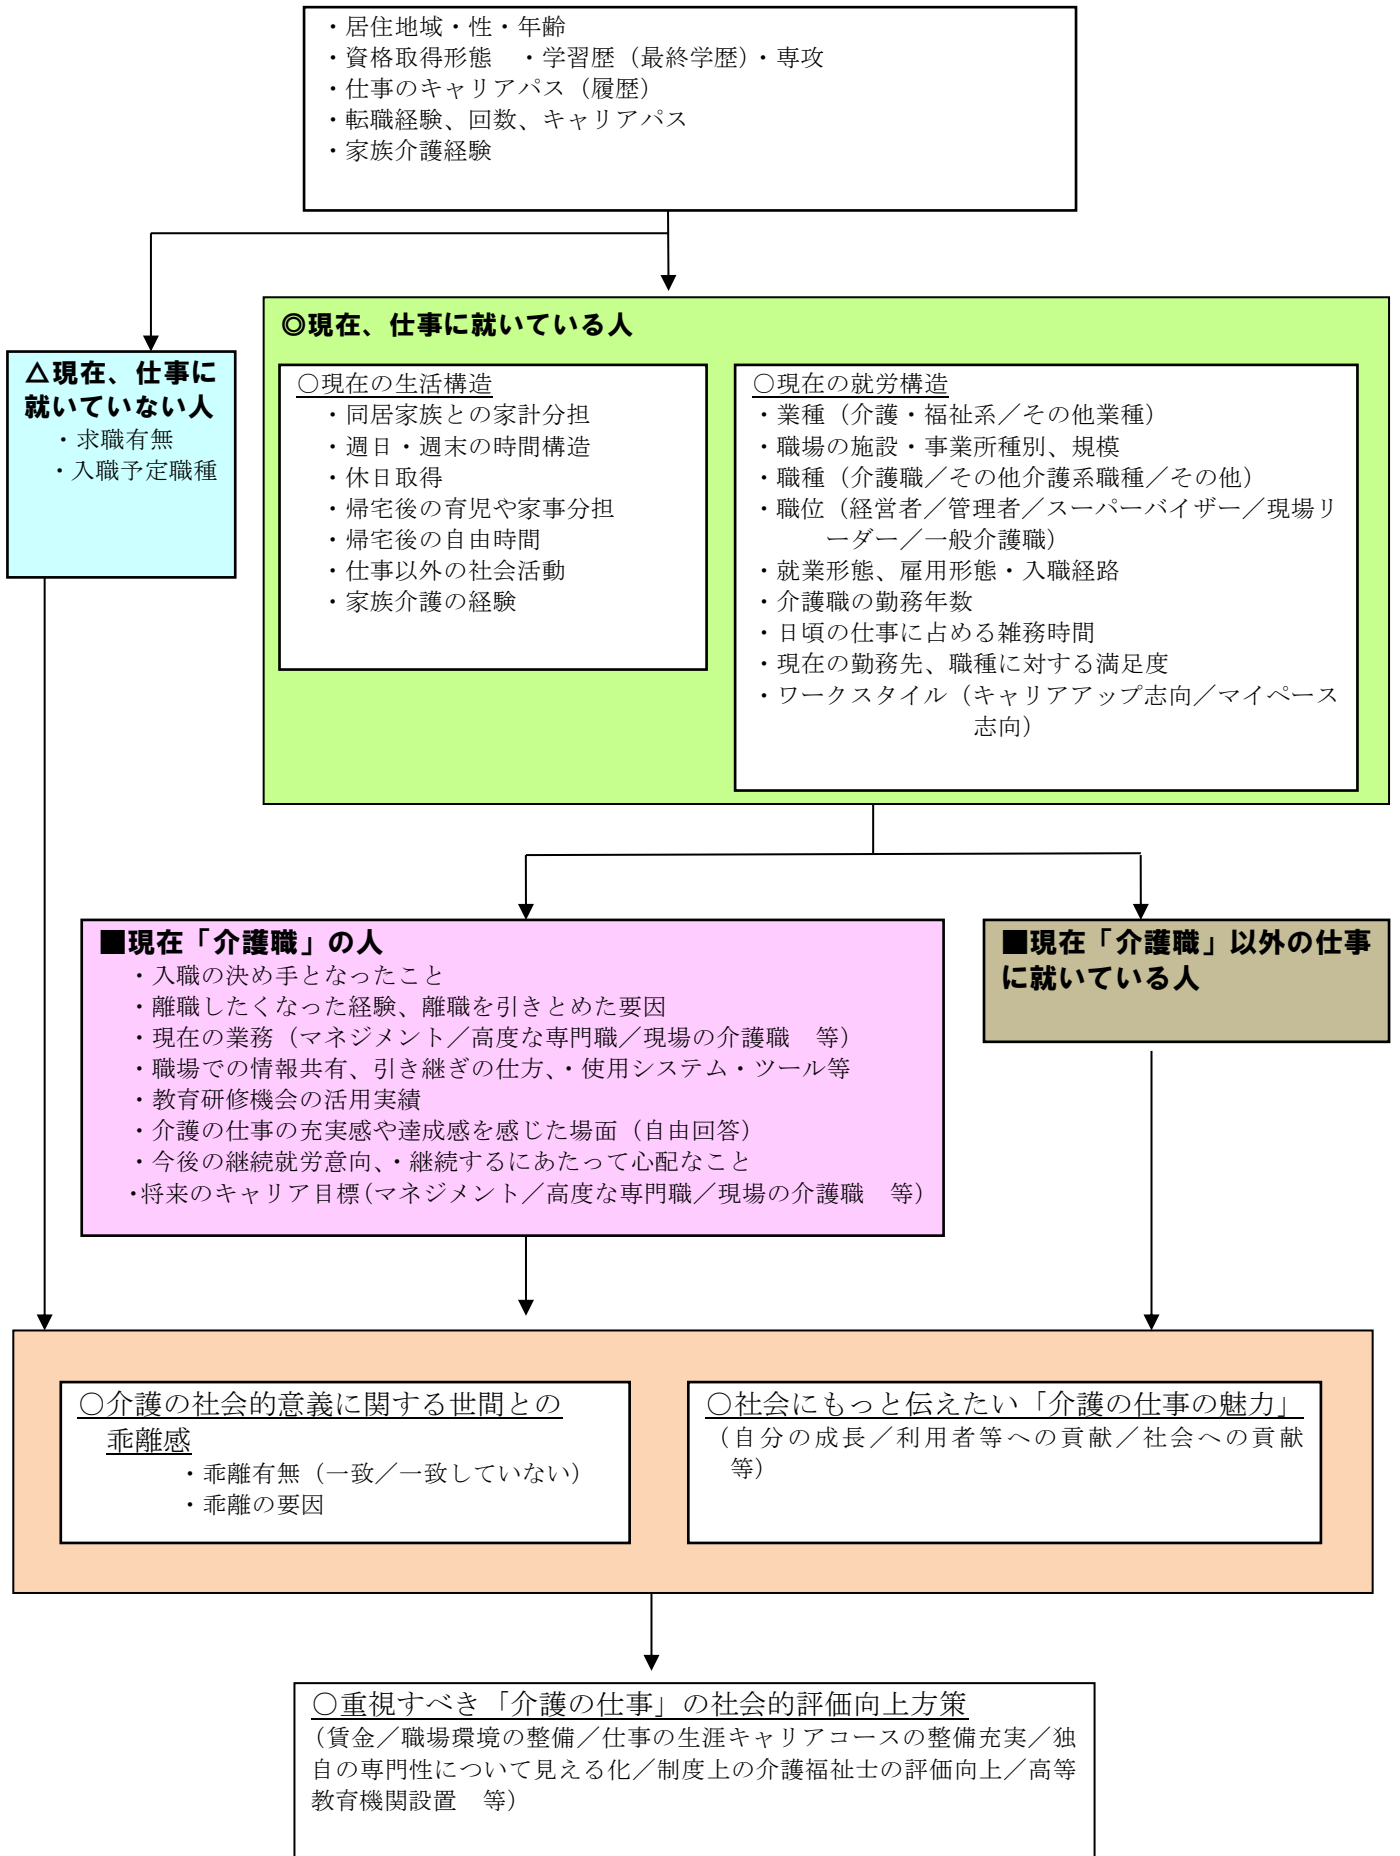 ・居住地域・性・年齢
・資格取得形態　・学習歴（最終学歴）・専攻
・仕事のキャリアパス（履歴）
・転職経験、回数、キャリアパス
・家族介護経験
△現在、仕事に
就いていない人
・求職有無
・入職予定職種
◎現在、仕事に就いている人
○現在の生活構造
・同居家族との家計分担
・週日・週末の時間構造
・休日取得
・帰宅後の育児や家事分担
・帰宅後の自由時間
・仕事以外の社会活動
・家族介護の経験
○現在の就労構造
・業種（介護・福祉系／その他業種）
・職場の施設・事業所種別、規模
・職種（介護職／その他介護系職種／その他）
・職位（経営者／管理者／スーパーバイザー／現場リ
ーダー／一般介護職）
・就業形態、雇用形態・入職経路
・介護職の勤務年数
・日頃の仕事に占める雑務時間
・現在の勤務先、職種に対する満足度
・ワークスタイル（キャリアアップ志向／マイペース
志向）
■現在「介護職」の人
・入職の決め手となったこと
・離職したくなった経験、離職を引きとめた要因
・現在の業務（マネジメント／高度な専門職／現場の介護職　等）
・職場での情報共有、引き継ぎの仕方、・使用システム・ツール等
・教育研修機会の活用実績
・介護の仕事の充実感や達成感を感じた場面（自由回答）
・今後の継続就労意向、・継続するにあたって心配なこと
・将来のキャリア目標（マネジメント／高度な専門職／現場の介護職　等）
■現在「介護職」以外の仕事
に就いている人
○介護の社会的意義に関する世間との
乖離感
・乖離有無（一致／一致していない）
・乖離の要因
○社会にもっと伝えたい「介護の仕事の魅力」
（自分の成長／利用者等への貢献／社会への貢献
等）
○重視すべき「介護の仕事」の社会的評価向上方策
（賃金／職場環境の整備／仕事の生涯キャリアコースの整備充実／独
自の専門性について見える化／制度上の介護福祉士の評価向上／高等
教育機関設置　等）